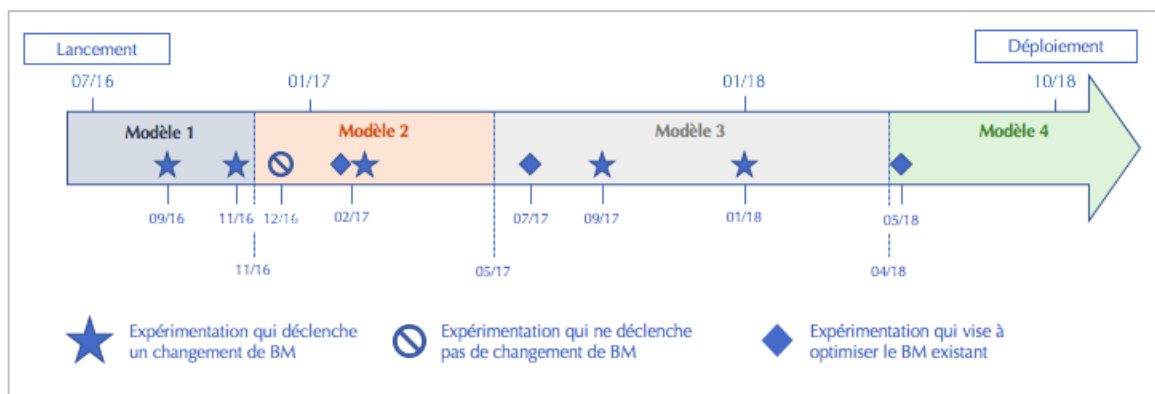 Lancement
Déploiement
07/16
01/17
01/18
10/18
Modèle 1
Modèle 2
Modèle 3
Modèle 4
09/16
11/16
12/16
02/17
07/17
09/17
01/18
05/18
11/16
05/17
04/18
Expérimentation qui déclenche
un changement de BM
Expérimentation qui ne déclenche
pas de changement de BM
Expérimentation qui vise à
optimiser le BM existant